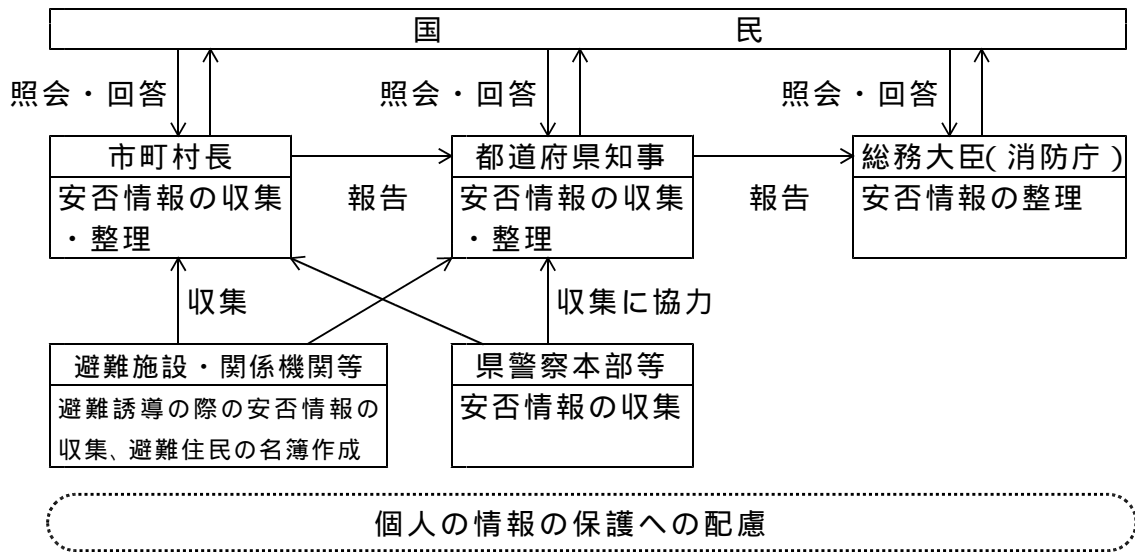 国 民
照会・回答 照会・回答 照会・回答
市町村長 都道府県知事 総務大臣(消防庁)
安否情報の収集 報告 安否情報の収集 報告 安否情報の整理
・整理 ・整理
収集 収集に協力
避難施設・関係機関等 県警察本部等
避難誘導の際の安否情報の 安否情報の収集
収集、避難住民の名簿作成
個人の情報の保護への配慮